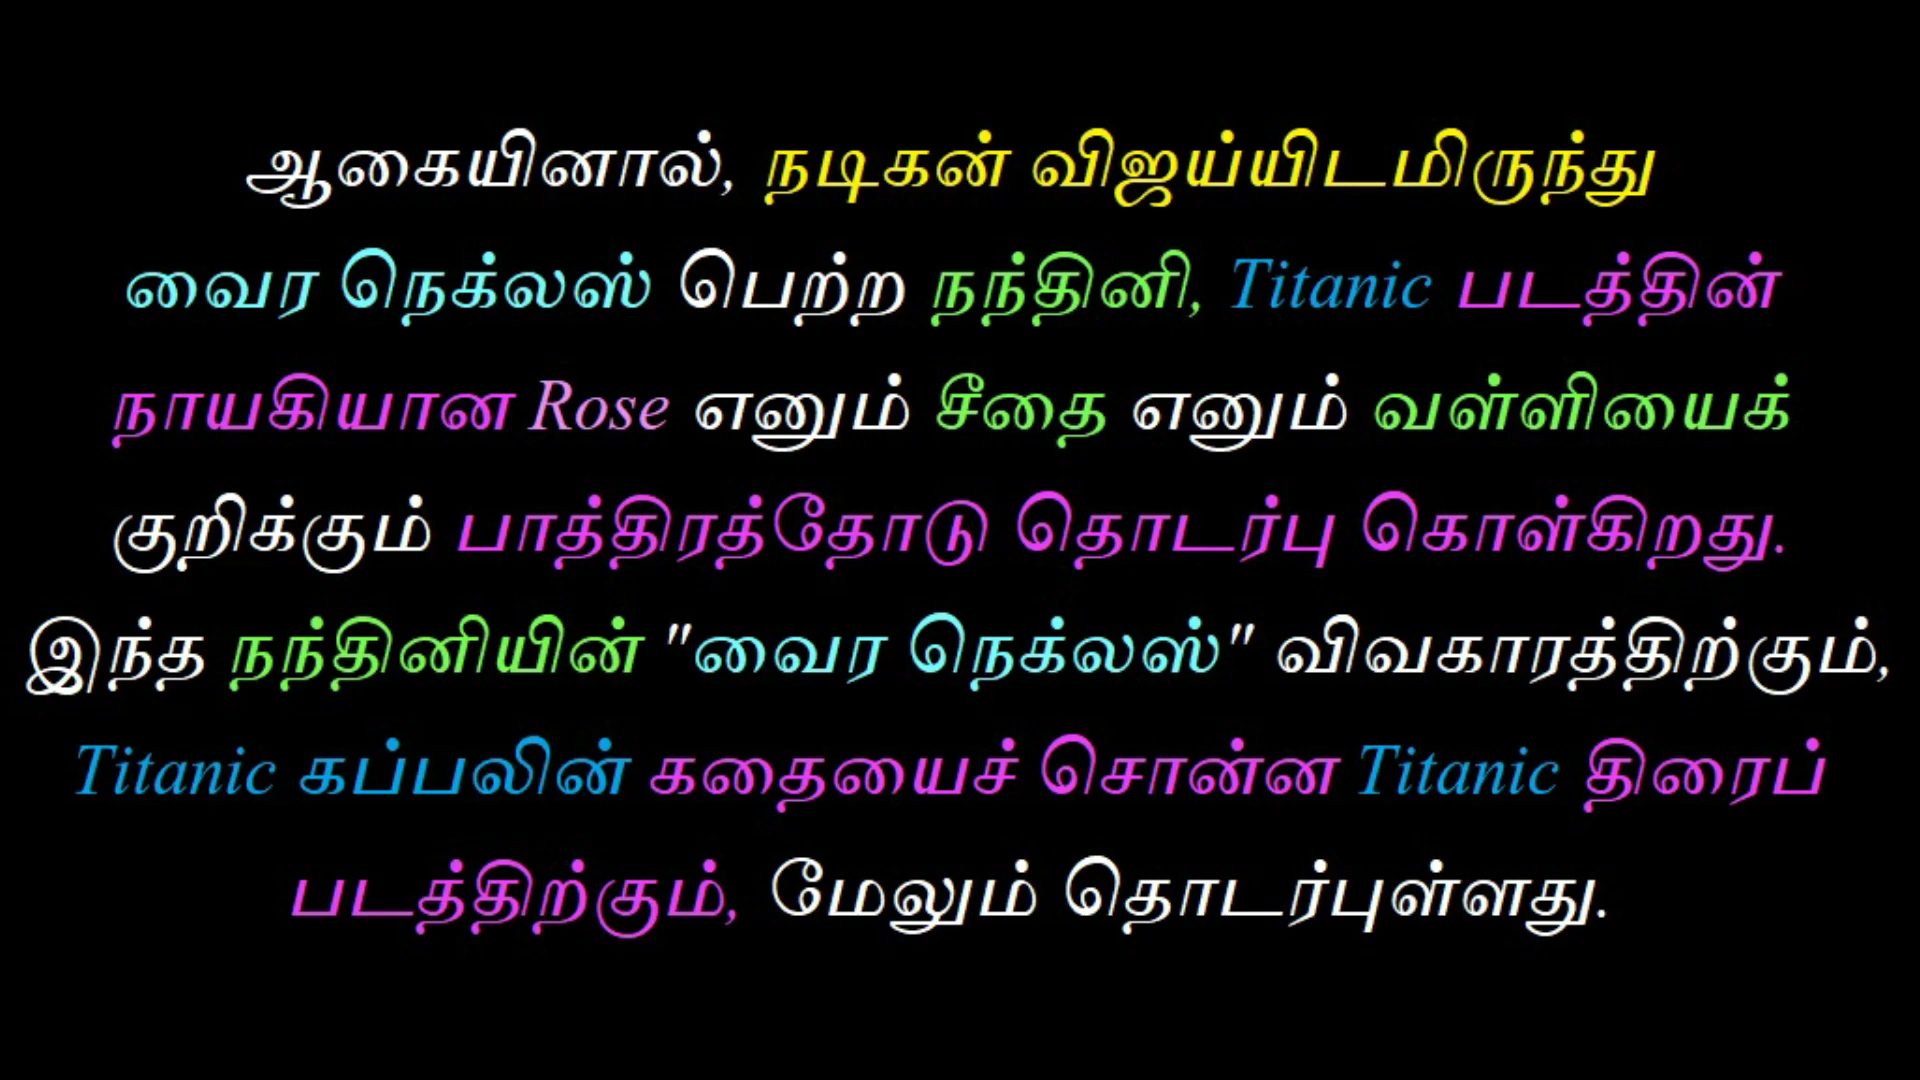 ஆகையினால், நடிகன் விஜய்யிடமிருந்து
வைர நெக்லஸ் பெற்ற நந்தினி, Titanic படத்தின்
நாயகியான Rose எனும் சீதை எனும் வள்ளியைக்
குறிக்கும் பாத்திரத்தோடு தொடர்பு கொள்கிறது.
இந்த நந்தினியின் "வைர நெக்லஸ்" விவகாரத்திற்கும்,
Titanic கப்பலின் கதையைச் சொன்ன Titanic திரைப்
படத்திற்கும், மேலும் தொடர்புள்ளது.